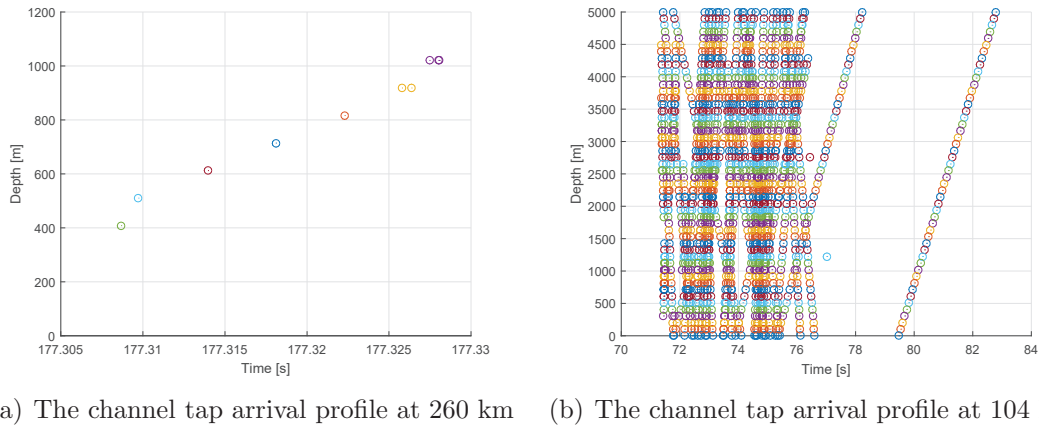 1200
1000
800
600
400
200
0
Depth [m]
177.305 177.31 177.315 177.32 177.325 177.33
Time [s]
5000
4500
4000
3500
3000
2500
2000
1500
1000
500
0
Depth [m]
70 72 74 76 78 80 82 84
Time [s]
a) The channel tap arrival profile at 260 km
(b) The channel tap arrival profile at 104